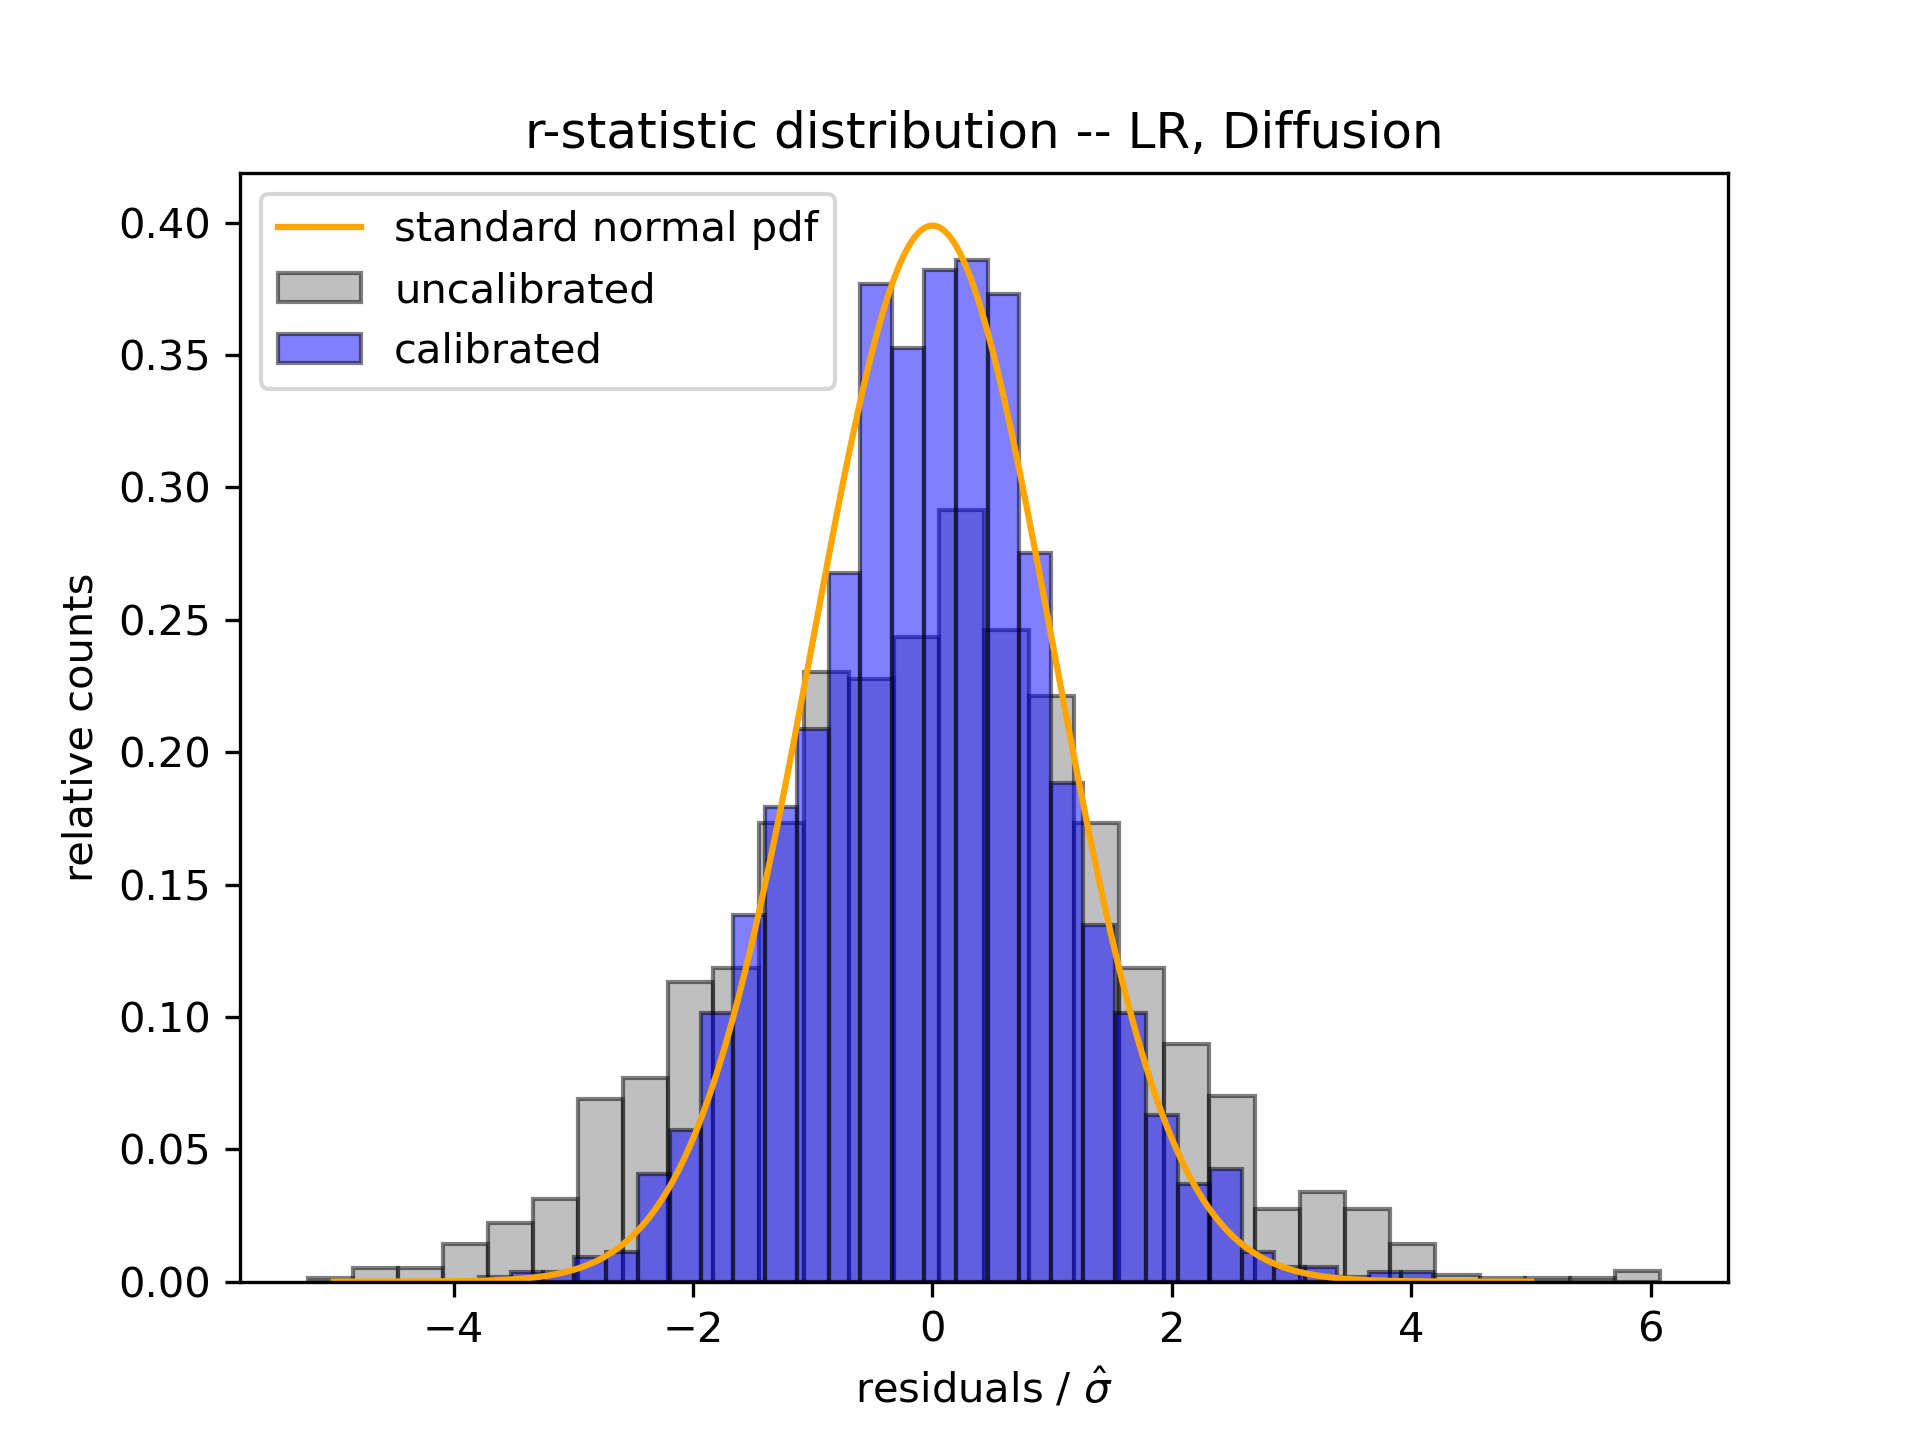 r-statistic distribution -- LR, Diffusion
standard normal pdf
uncalibrated
calibrated
relative counts
0.40
0.35
0.30
0.25
0.20
0.15
0.10
0.05
0.00
−4 −2 0 2 4 6
residuals / σ̂